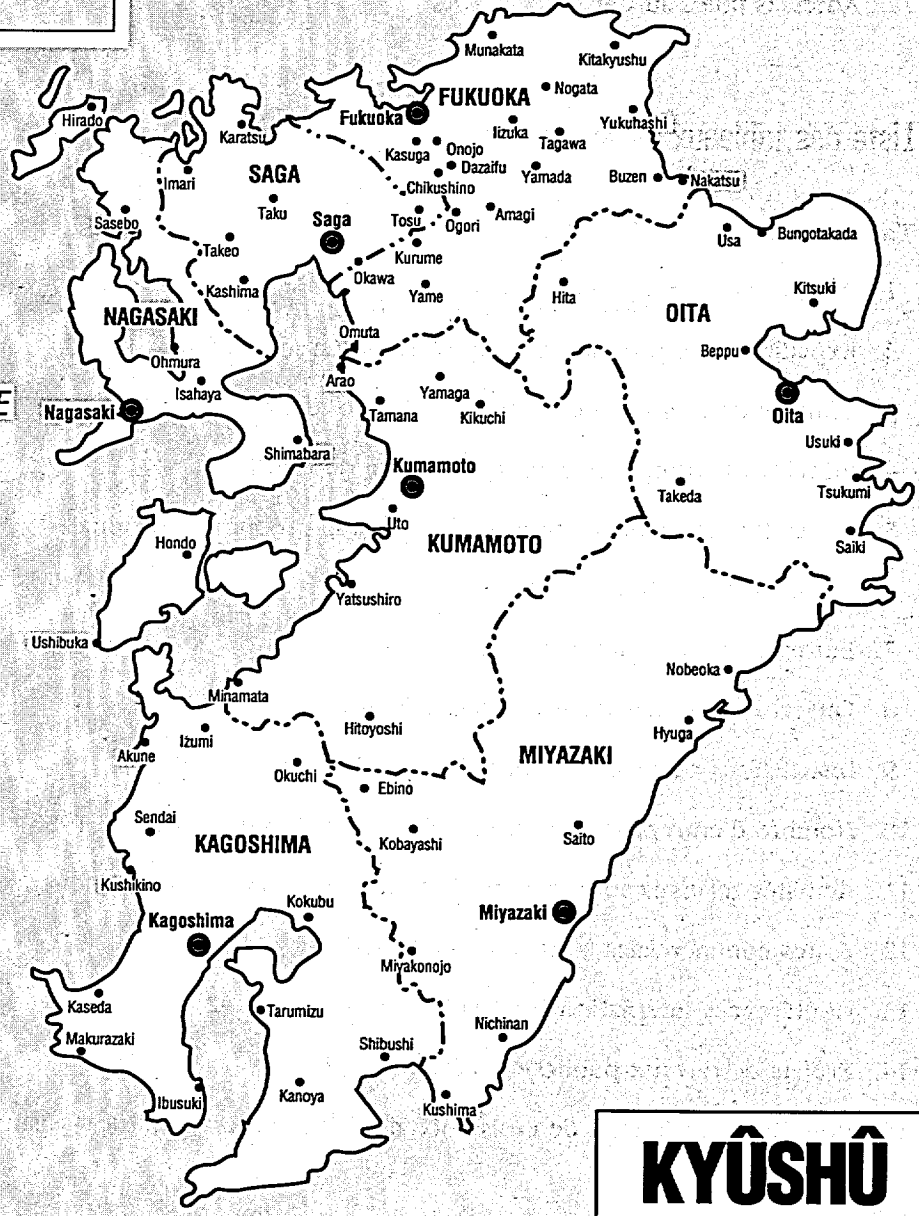 Munakata
Kitakyushu
Nogata
FUKUOKA
Hirado
Fukuoka
Karatsu
Iizuka
Yukuhashi
Tagawa
Kasuga
Onojo
Dazaifu
Imari
SAGA
Chikushino
Yamada
Buzen
Nakatsu
Taku
Sasebo
Saga
Tosu
Ogori
Amagi
Usa
Bungotakada
Takeo
Kurume
Okawa
Kashima
Yame
Hita
Kitsuki
NAGASAKI
OITA
Omuta
Ohmura
Beppu
Arao
Isahaya
Yamaga
Tamana
Kikuchi
Oita
Nagasaki
Shimabara
Usuki
Kumamoto
Takeda
Tsukumi
Uto
KUMAMOTO
Saiki
Hondo
Yatsushiro
Ushibuka
Nobeoka
Minamata
Hitoyoshi
Izumi
Hyuga
Akune
MIYAZAKI
Okuchi
Ebino
Sendai
KAGOSHIMA
Kobayashi
Saito
Kushikino
Kokubu
Kagoshima
Miyazaki
Miyakonojo
Kaseda
Tarumizu
Nichinan
Makurazaki
Shibushi
Ibusuki
Kanoya
Kushima
KYÛSHÛ